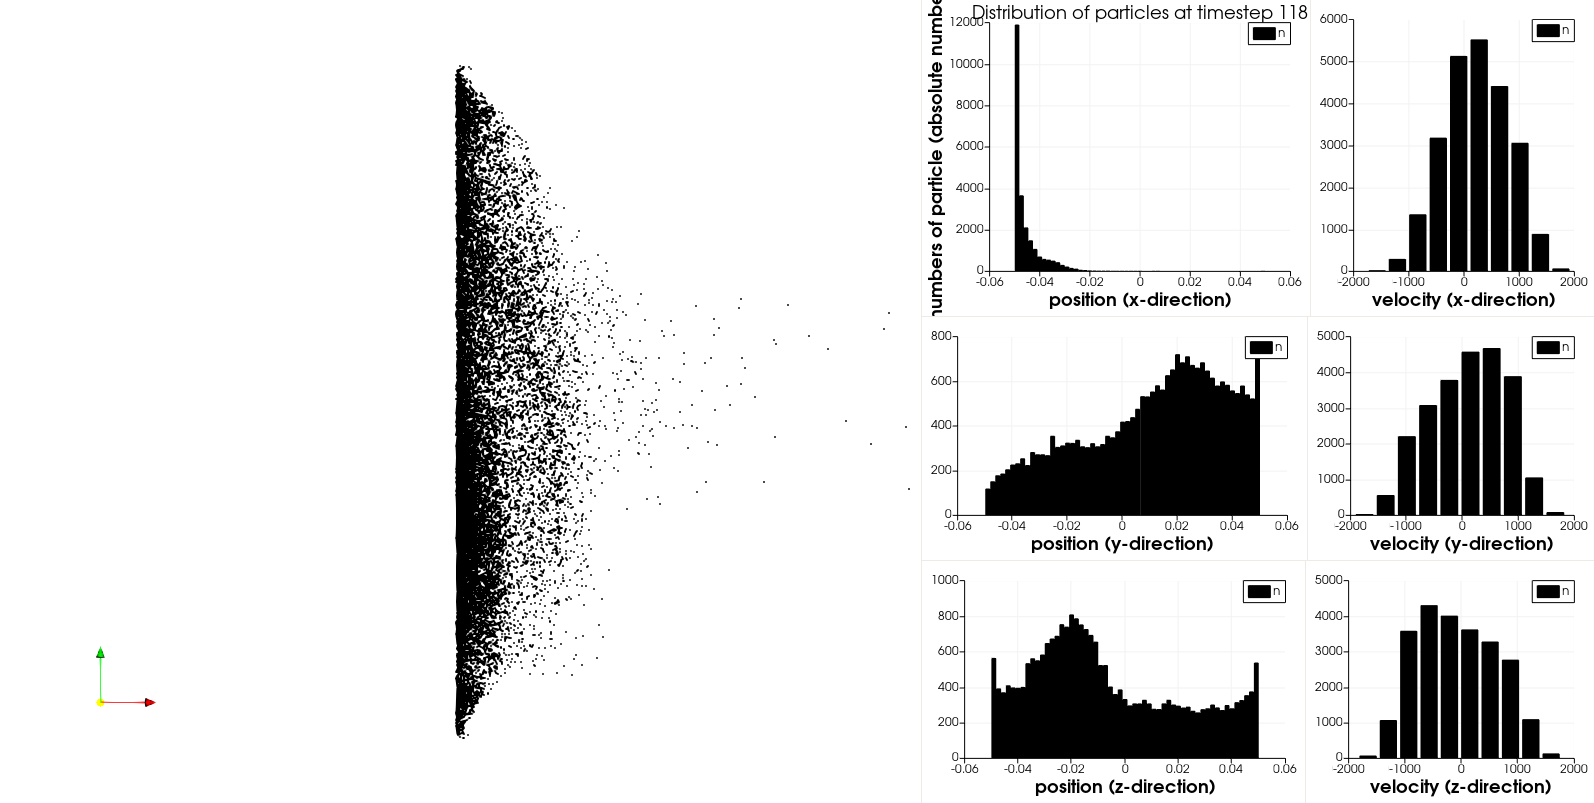 Distribution of particles at timestep 118
numbers of particle (absolute numbe
12000
10000
8000
6000
4000
2000
0
-0.06 -0.04 -0.02 0 0.02 0.04 0.06
position (x-direction)
n
6000
5000
4000
3000
2000
1000
0
-2000 -1000 0 1000 2000
velocity (x-direction)
n
800
600
400
200
0
-0.06 -0.04 -0.02 0 0.02 0.04 0.06
position (y-direction)
n
5000
4000
3000
2000
1000
0
-2000 -1000 0 1000 2000
velocity (y-direction)
n
1000
800
600
400
200
0
-0.06 -0.04 -0.02 0 0.02 0.04 0.06
position (z-direction)
n
5000
4000
3000
2000
1000
0
-2000 -1000 0 1000 2000
velocity (z-direction)
n